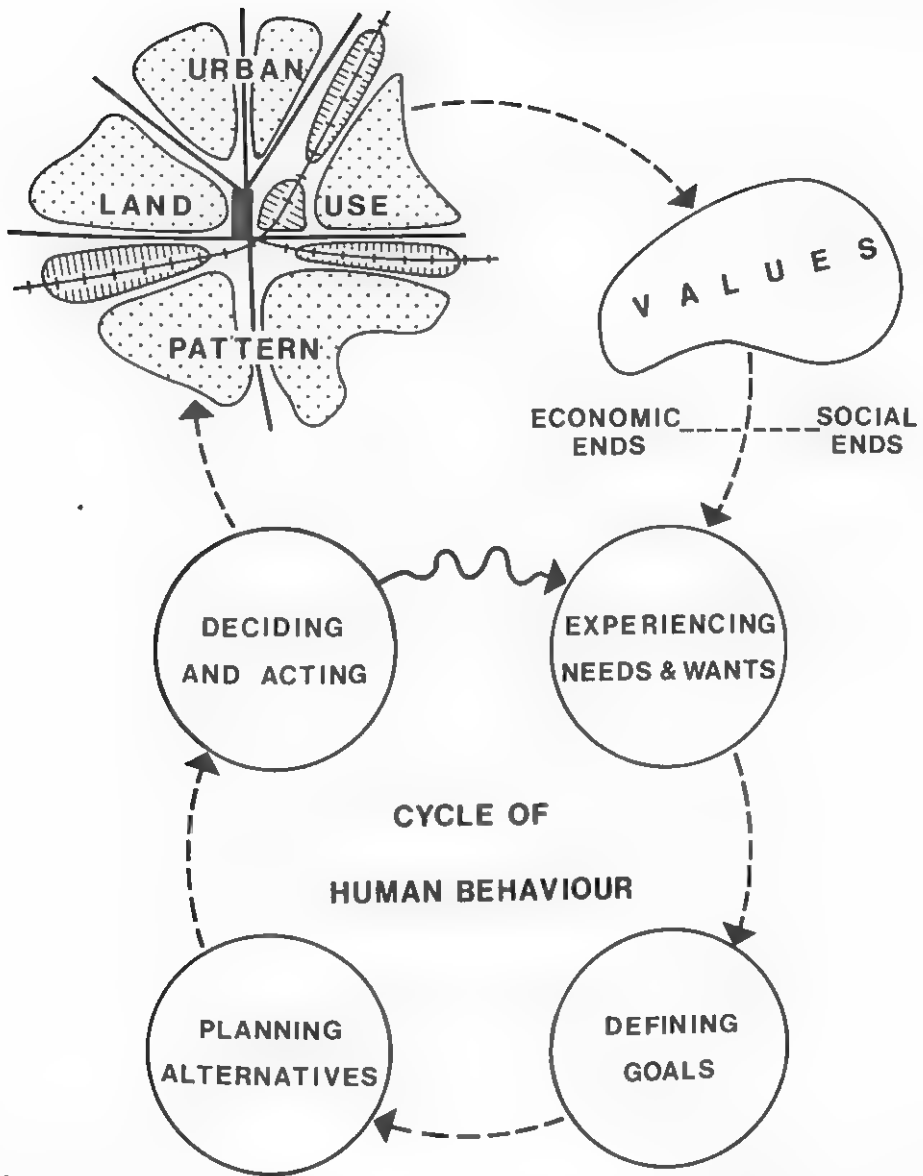 URBAN
LAND USE
PATTERN
VALUES
ECONOMIC SOCIAL
ENDS ENDS
DECIDING
AND ACTING
EXPERIENCING
NEEDS & WANTS
CYCLE OF
HUMAN BEHAVIOUR
PLANNING
ALTERNATIVES
DEFINING
GOALS